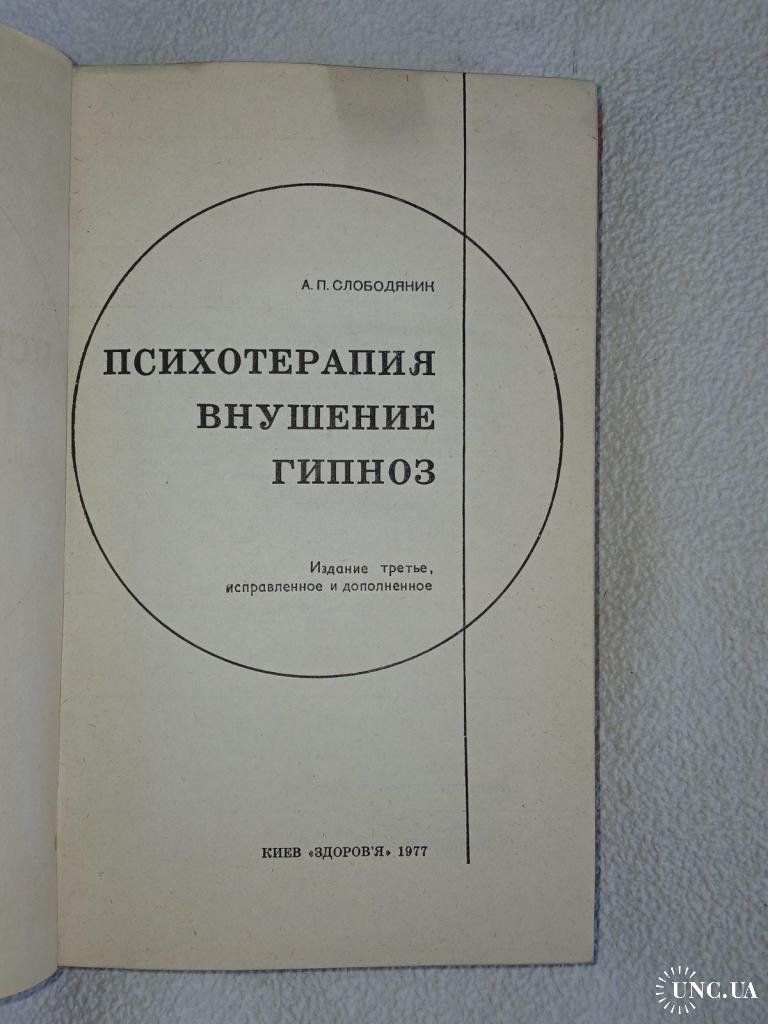 А. П. СЛОБОДЯНИК
ПСИХОТЕРАПИЯ
ВНУШЕНИЕ
ГИПНОЗ
Издание третье,
исправленное и дополненное
КИЕВ «ЗДОРОВ'Я» 1977
UNC.UA